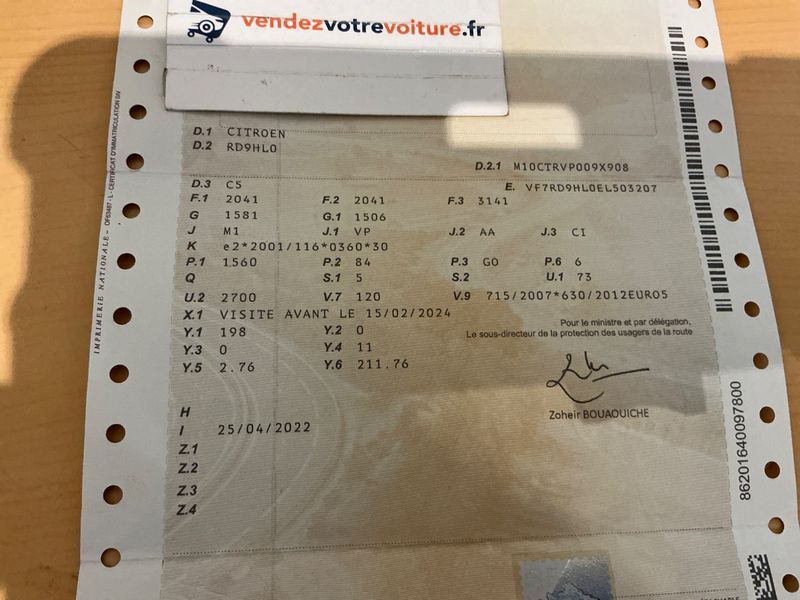 vendezvotrevoiture.fr
D.1 CITROEN
D.2 RD9HL0
D.2.1 M10CTRVP009X908
D.3 C5
E. VF7RD9HL0EL503207
F.1 2041 F.2 2041 F.3 3141
G 1581 G.1 1506
J M1 J.1 VP J.2 AA J.3 CI
K e2*2001/116*0360*30
P.1 1560 P.2 84 P.3 GO P.6 6
Q S.1 5 S.2 U.1 73
U.2 2700 V.7 120 V.9 715/2007*630/2012EURO5
X.1 VISITE AVANT LE 15/02/2024
Y.1 198 Y.2 0
Y.3 0 Y.4 11
Y.5 2.76 Y.6 211.76
Pour le ministre et par délégation,
Le sous-directeur de la protection des usagers de la route
Zoheir BOUAOUICHE
H
I 25/04/2022
Z.1
Z.2
Z.3
Z.4
IMPRIMERIE NATIONALE - CERTIFICAT D'IMMATRICULATION
86201640097800